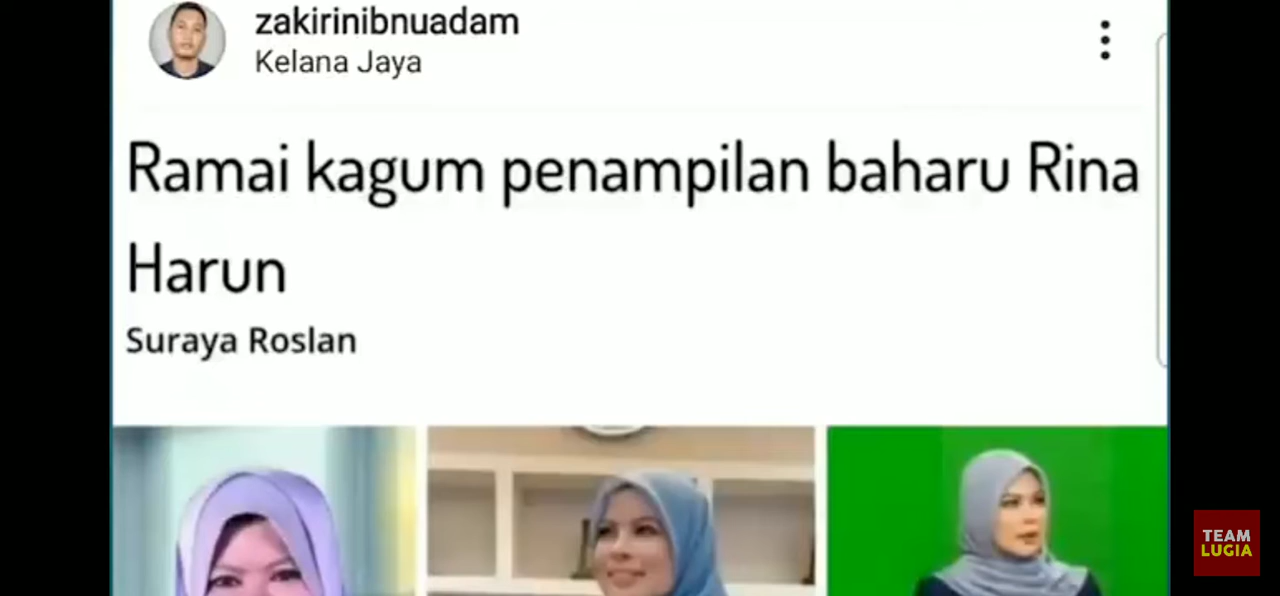 zakirinibnuadam
Kelana Jaya
Ramai kagum penampilan baharu Rina
Harun
Suraya Roslan
TEAM
LUGIA